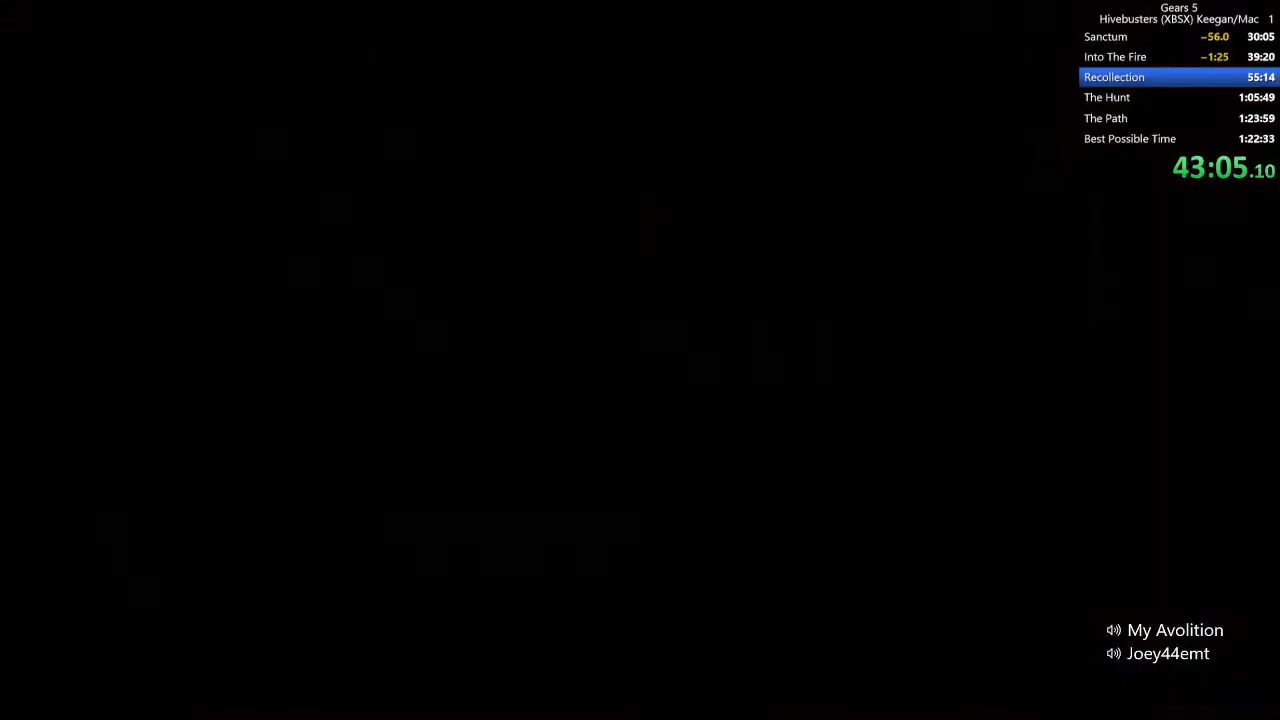 Gears 5
Hivebusters (XBSX) Keegan/Mac 1
Sanctum −56.0 30:05
Into The Fire −1:25 39:20
Recollection 55:14
The Hunt 1:05:49
The Path 1:23:59
Best Possible Time 1:22:33
43:05.10
My Avolition
Joey44emt